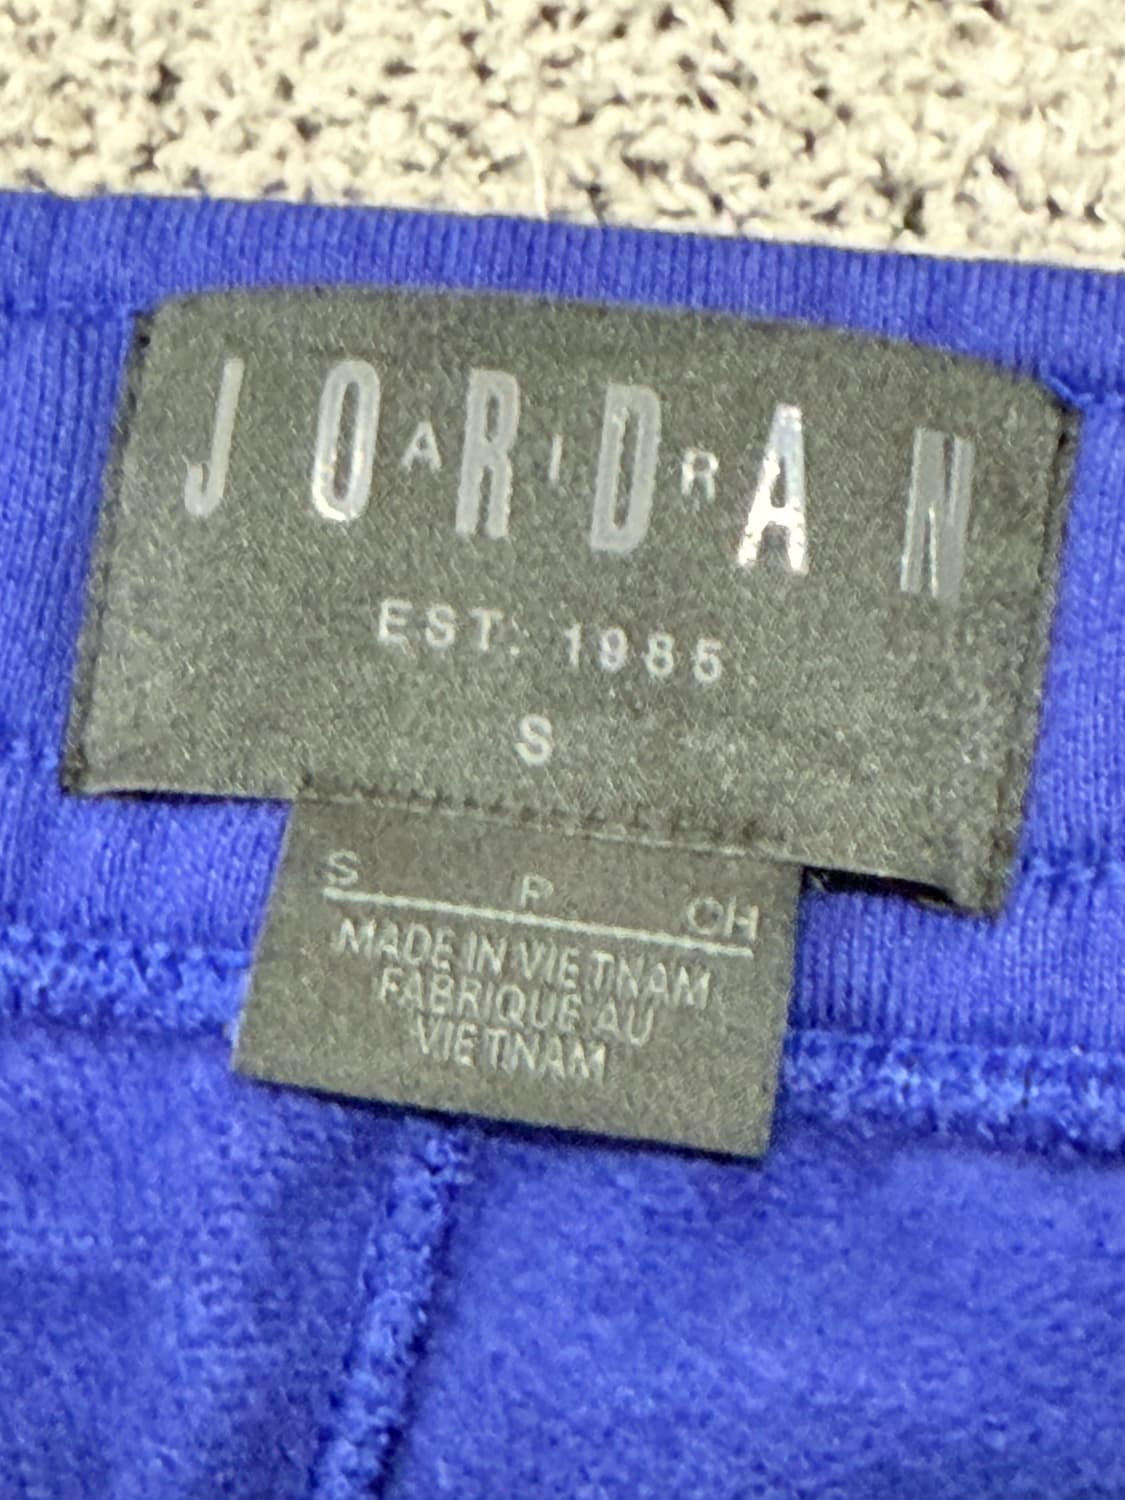 JORDAN
AIR
EST. 1985
S
S P CH
MADE IN VIETNAM
FABRIQUE AU
VIETNAM